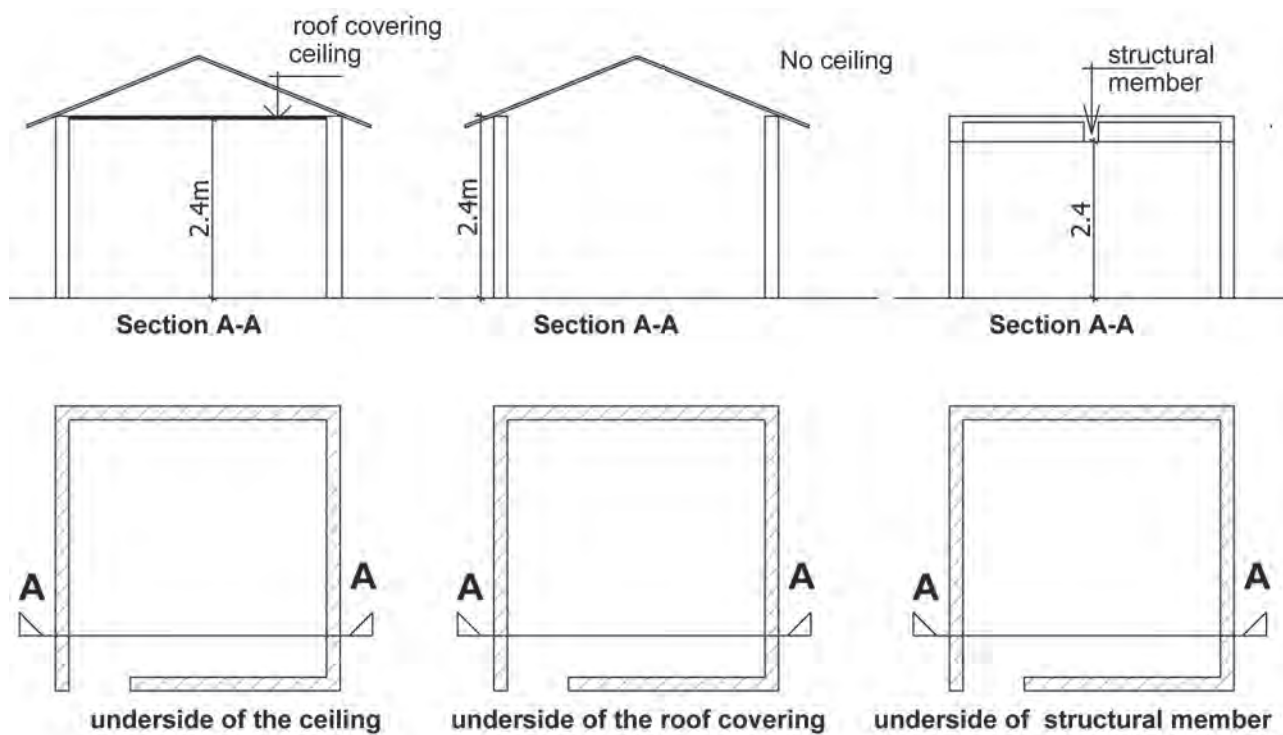 roof covering
ceiling
2.4m
Section A-A
No ceiling
2.4m
Section A-A
structural
member
2.4
Section A-A
A A
underside of the ceiling
A A
underside of the roof covering
A A
underside of structural member